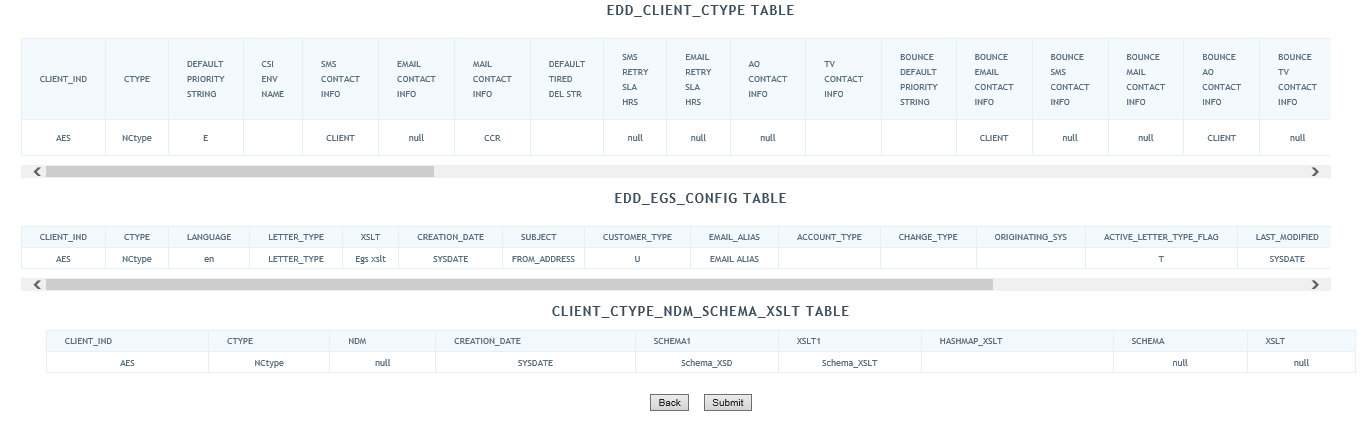 EDD_CLIENT_CTYPE TABLE
CLIENT_IND CTYPE DEFAULT PRIORITY STRING CSI ENV NAME SMS CONTACT INFO EMAIL CONTACT INFO MAIL CONTACT INFO DEFAULT TIRED DEL STR SMS RETRY SLA HRS EMAIL RETRY SLA HRS AO CONTACT INFO TV CONTACT INFO BOUNCE DEFAULT PRIORITY STRING BOUNCE EMAIL CONTACT INFO BOUNCE SMS CONTACT INFO BOUNCE MAIL CONTACT INFO BOUNCE AO CONTACT INFO BOUNCE TV CONTACT INFO
AES NCtype E CLIENT null CCR null null null CLIENT null null CLIENT null
EDD_EGS_CONFIG TABLE
CLIENT_IND CTYPE LANGUAGE LETTER_TYPE XSLT CREATION_DATE SUBJECT CUSTOMER_TYPE EMAIL_ALIAS ACCOUNT_TYPE CHANGE_TYPE ORIGINATING_SYS ACTIVE_LETTER_TYPE_FLAG LAST_MODIFIED
AES NCtype en LETTER_TYPE Egs xslt SYSDATE FROM_ADDRESS U EMAIL ALIAS T SYSDATE
CLIENT_CTYPE_NDM_SCHEMA_XSLT TABLE
CLIENT_IND CTYPE NDM CREATION_DATE SCHEMA1 XSLT1 HASHMAP_XSLT SCHEMA XSLT
AES NCtype null SYSDATE Schema_XSD Schema_XSLT null null
Back Submit